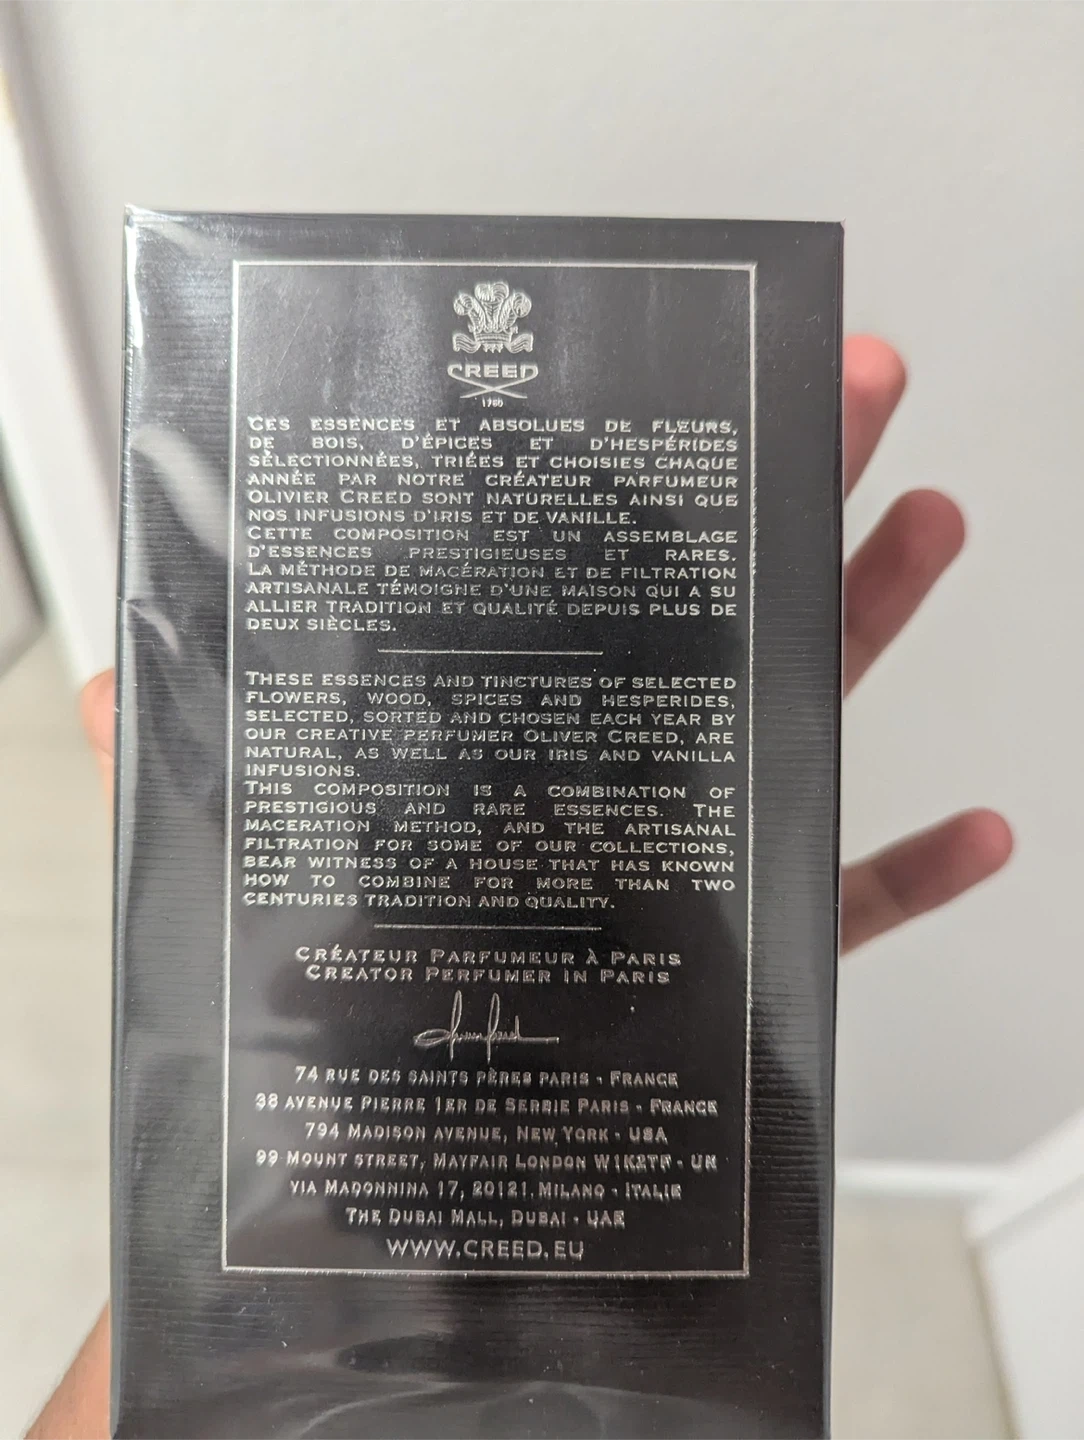 CREED
1760
CES ESSENCES ET ABSOLUES DE FLEURS,
DE BOIS, D'ÉPICES ET D'HESPÉRIDES
SÉLECTIONNÉES, TRIÉES ET CHOISIES CHAQUE
ANNÉE PAR NOTRE CRÉATEUR PARFUMEUR
OLIVIER CREED SONT NATURELLES AINSI QUE
NOS INFUSIONS D'IRIS ET DE VANILLE.
CETTE COMPOSITION EST UN ASSEMBLAGE
D'ESSENCES PRESTIGIEUSES ET RARES.
LA MÉTHODE DE MACÉRATION ET DE FILTRATION
ARTISANALE TÉMOIGNE D'UNE MAISON QUI A SU
ALLIER TRADITION ET QUALITÉ DEPUIS PLUS DE
DEUX SIÈCLES.
THESE ESSENCES AND TINCTURES OF SELECTED
FLOWERS, WOOD, SPICES AND HESPERIDES,
SELECTED, SORTED AND CHOSEN EACH YEAR BY
OUR CREATIVE PERFUMER OLIVER CREED, ARE
NATURAL, AS WELL AS OUR IRIS AND VANILLA
INFUSIONS.
THIS COMPOSITION IS A COMBINATION OF
PRESTIGIOUS AND RARE ESSENCES. THE
MACERATION METHOD, AND THE ARTISANAL
FILTRATION FOR SOME OF OUR COLLECTIONS,
BEAR WITNESS OF A HOUSE THAT HAS KNOWN
HOW TO COMBINE FOR MORE THAN TWO
CENTURIES TRADITION AND QUALITY.
CRÉATEUR PARFUMEUR À PARIS
CREATOR PERFUMER IN PARIS
74 RUE DES SAINTS PÈRES PARIS - FRANCE
38 AVENUE PIERRE 1ER DE SERBIE PARIS - FRANCE
794 MADISON AVENUE, NEW YORK - USA
99 MOUNT STREET, MAYFAIR LONDON W1K2TF - UK
VIA MADONNINA 17, 20121 MILANO - ITALIE
THE DUBAI MALL, DUBAI - UAE
WWW.CREED.EU